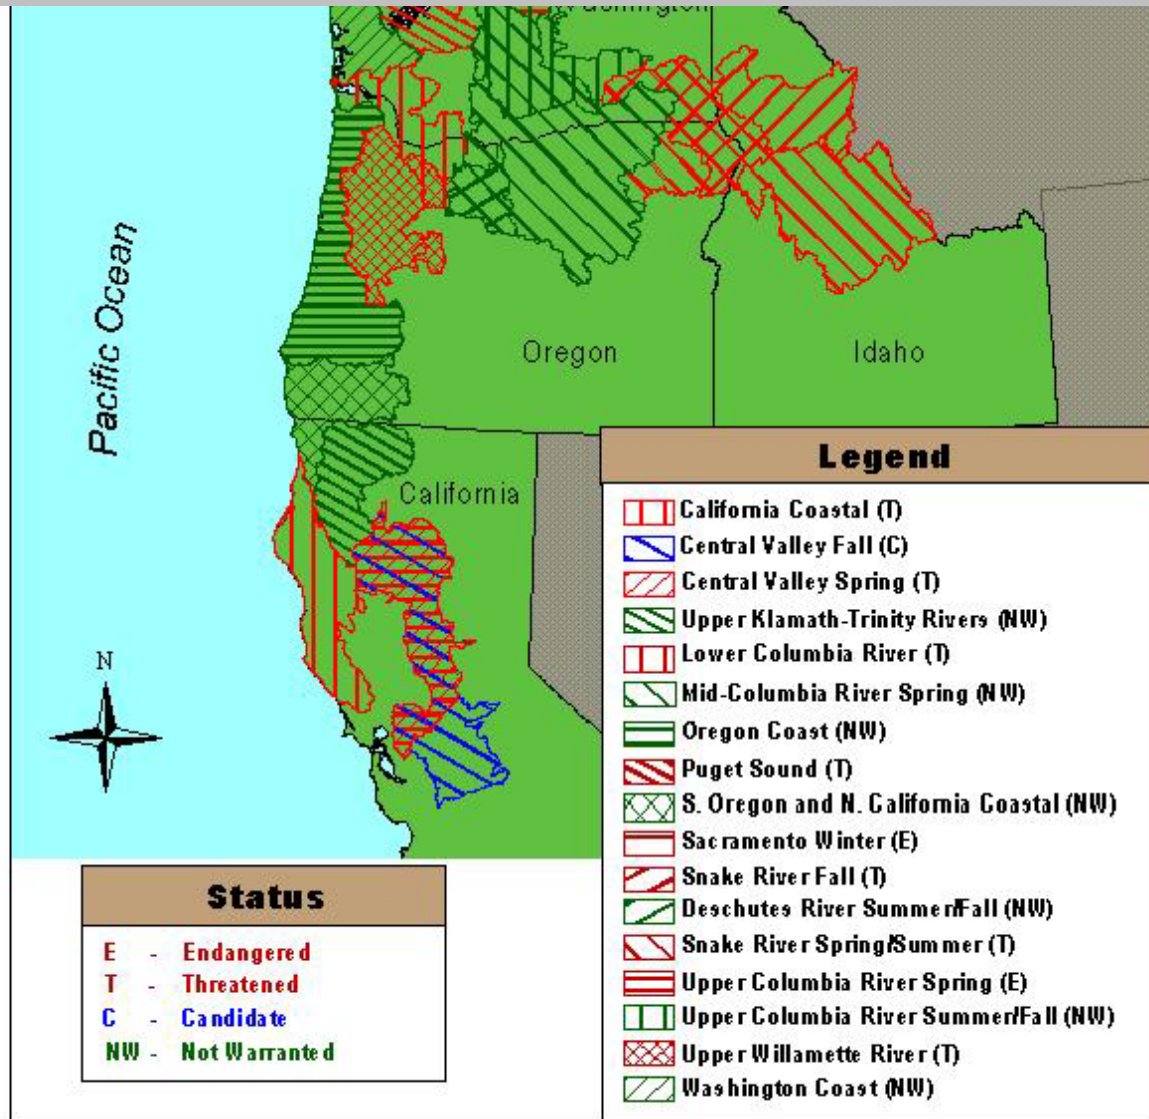 Washington
Pacific Ocean
Oregon
Idaho
California
N
Legend
California Coastal (T)
Central Valley Fall (C)
Central Valley Spring (T)
Upper Klamath-Trinity Rivers (NW)
Lower Columbia River (T)
Mid-Columbia River Spring (NW)
Oregon Coast (NW)
Puget Sound (T)
S. Oregon and N. California Coastal (NW)
Sacramento Winter (E)
Snake River Fall (T)
Deschutes River Summer/Fall (NW)
Snake River Spring/Summer (T)
Upper Columbia River Spring (E)
Upper Columbia River Summer/Fall (NW)
Upper Willamette River (T)
Washington Coast (NW)
Status
E - Endangered
T - Threatened
C - Candidate
NW - Not Warranted